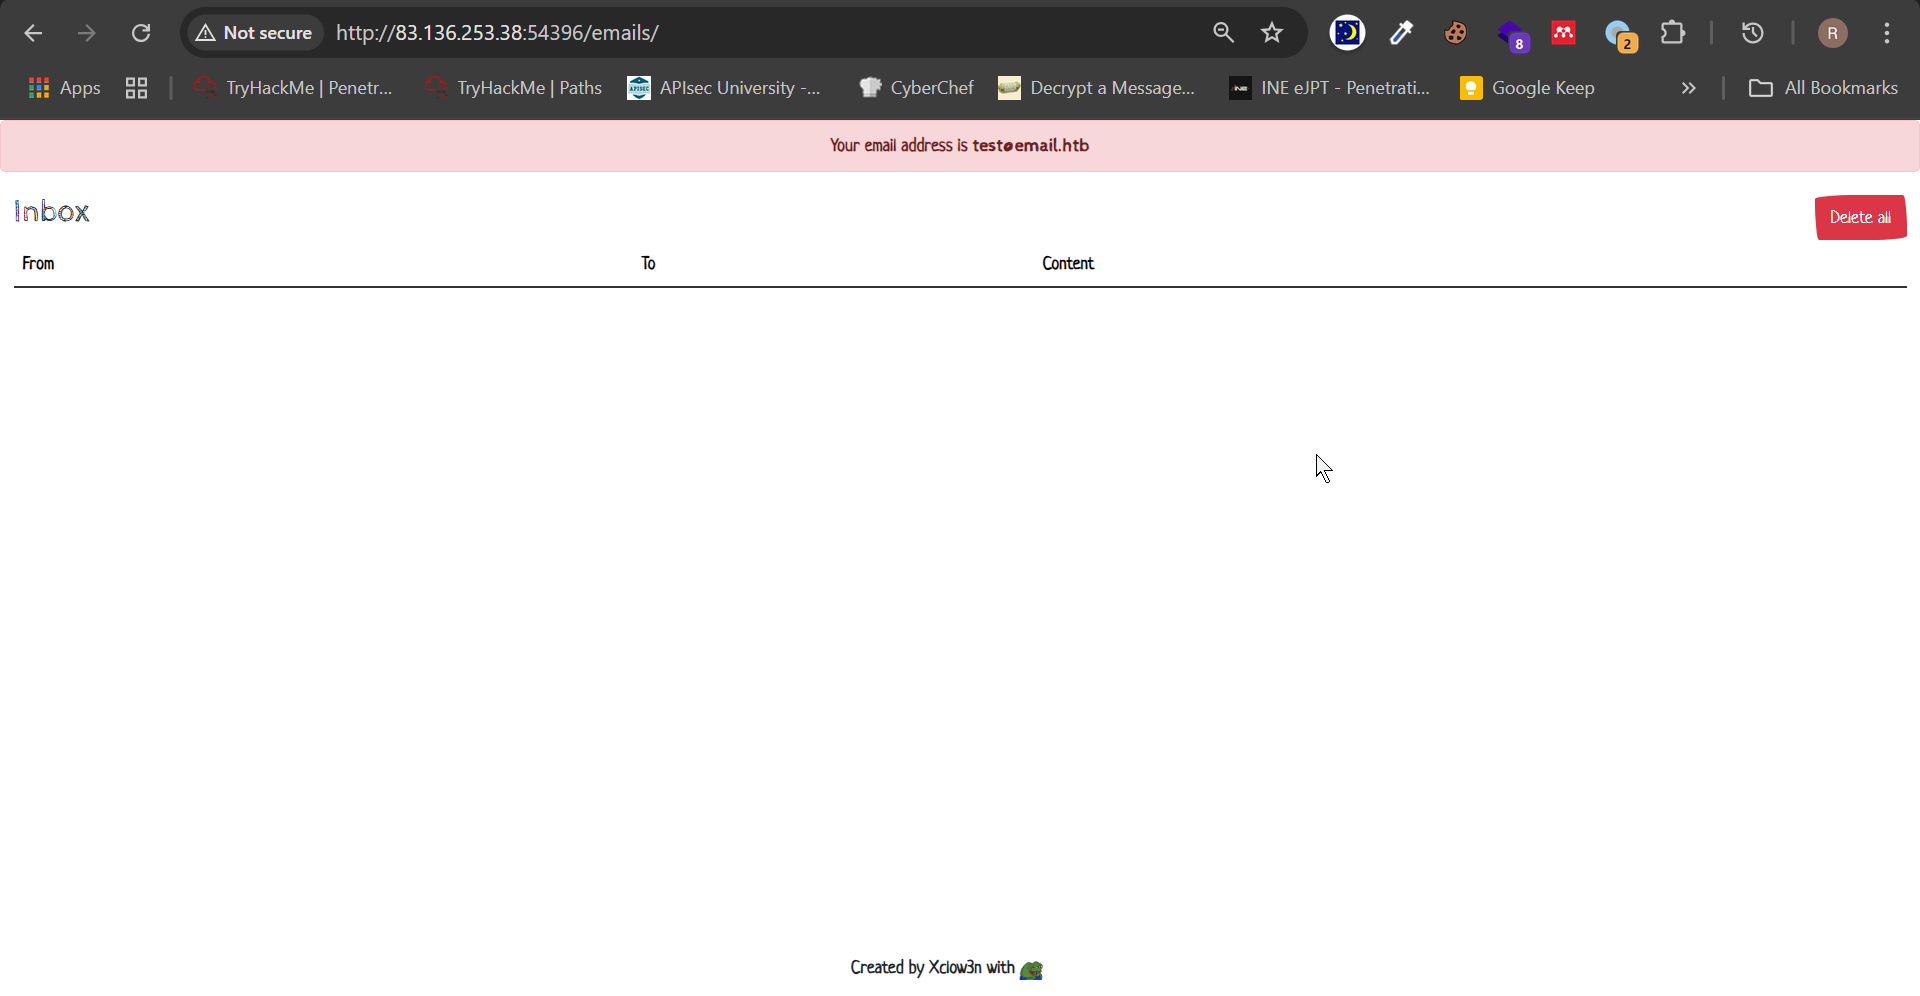 Not secure http://83.136.253.38:54396/emails/ 8 2 R
Apps TryHackMe | Penetr... TryHackMe | Paths APIsec University -... CyberChef Decrypt a Message... INE eJPT - Penetrati... Google Keep » All Bookmarks
Your email address is test@email.htb
Inbox
Delete all
From To Content
Created by Xclow3n with